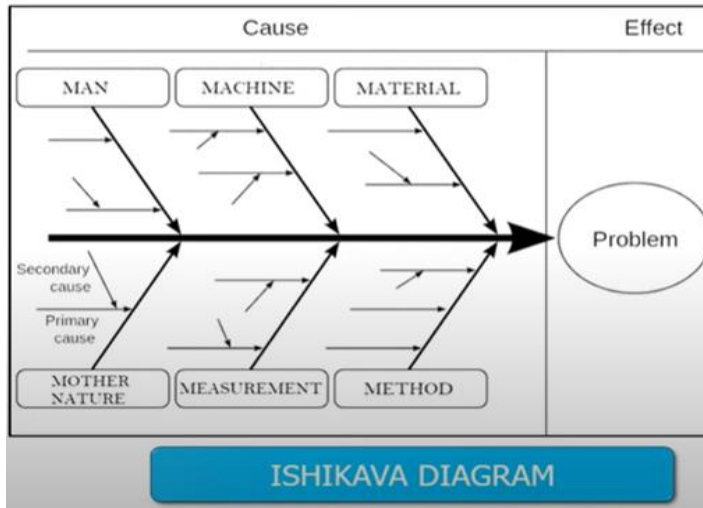 Cause
Effect
MAN
MACHINE
MATERIAL
Problem
Secondary
cause
Primary
cause
MOTHER
NATURE
MEASUREMENT
METHOD
ISHIKAVA DIAGRAM